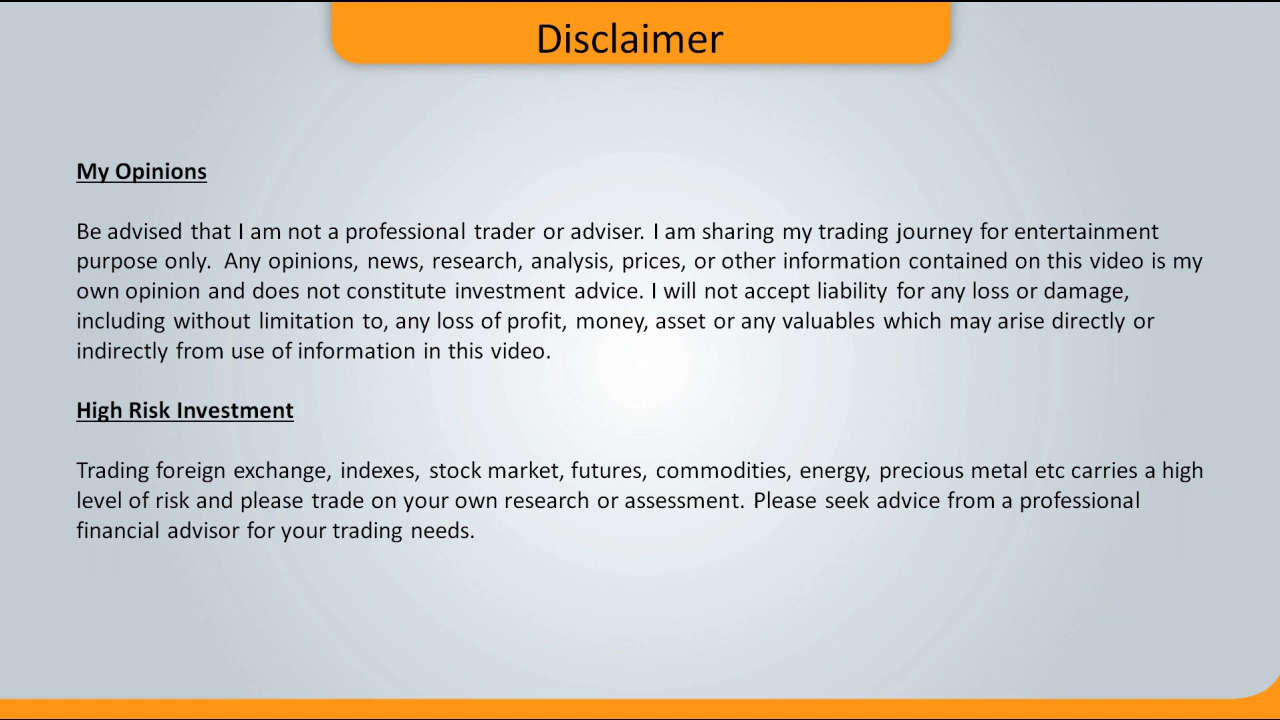 Disclaimer
My Opinions
Be advised that I am not a professional trader or adviser. I am sharing my trading journey for entertainment
purpose only.  Any opinions, news, research, analysis, prices, or other information contained on this video is my
own opinion and does not constitute investment advice. I will not accept liability for any loss or damage,
including without limitation to, any loss of profit, money, asset or any valuables which may arise directly or
indirectly from use of information in this video.
High Risk Investment
Trading foreign exchange, indexes, stock market, futures, commodities, energy, precious metal etc carries a high
level of risk and please trade on your own research or assessment. Please seek advice from a professional
financial advisor for your trading needs.